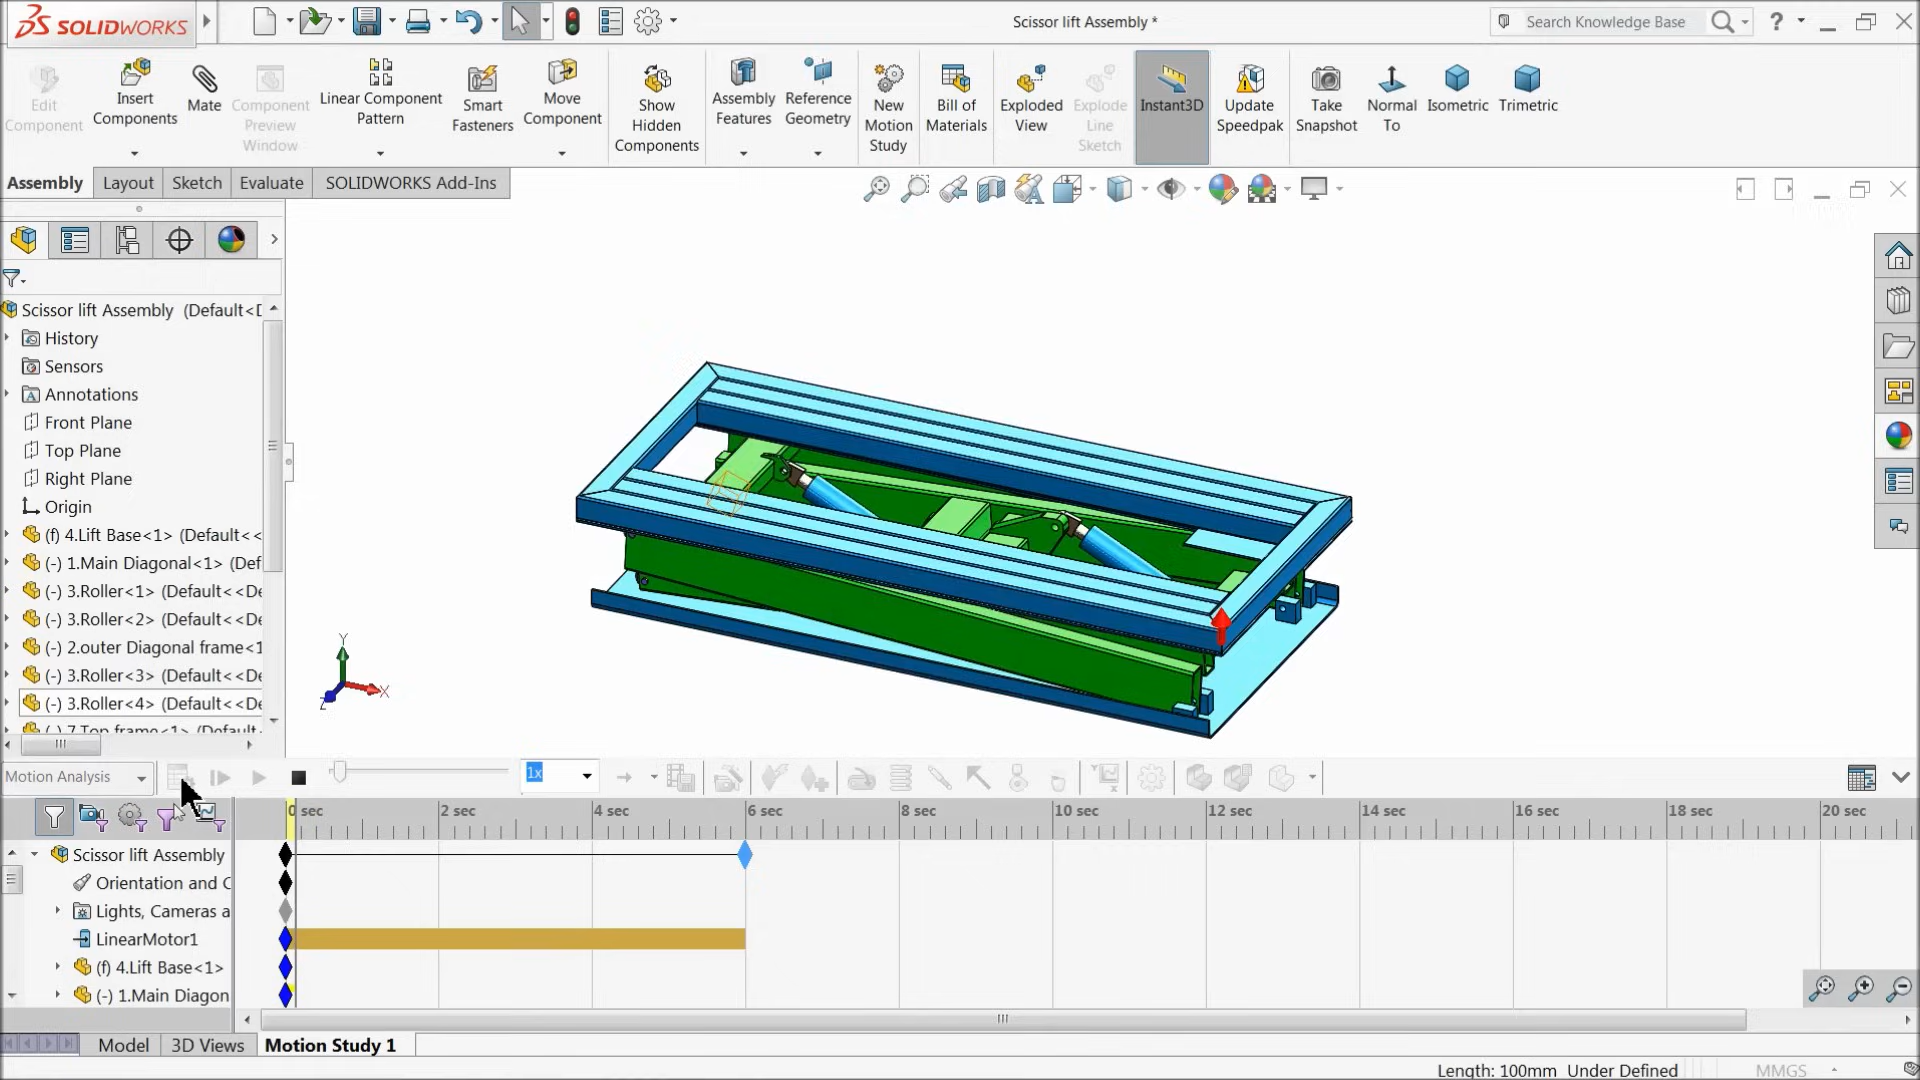 SOLIDWORKS
Scissor lift Assembly *
Search Knowledge Base
?
Edit Component
Insert Components
Mate
Component Preview Window
Linear Component Pattern
Smart Fasteners
Move Component
Show Hidden Components
Assembly Features
Reference Geometry
New Motion Study
Bill of Materials
Exploded View
Explode Line Sketch
Instant3D
Update Speedpak
Take Snapshot
Normal To
Isometric
Trimetric
Assembly
Layout
Sketch
Evaluate
SOLIDWORKS Add-Ins
Scissor lift Assembly (Default<D
History
Sensors
Annotations
Front Plane
Top Plane
Right Plane
Origin
(f) 4.Lift Base<1> (Default<<
(-) 1.Main Diagonal<1> (Def
(-) 3.Roller<1> (Default<<De
(-) 3.Roller<2> (Default<<De
(-) 2.outer Diagonal frame<1
(-) 3.Roller<3> (Default<<De
(-) 3.Roller<4> (Default<<De
(-) 7.Top frame<1> (Default
Y
X
Z
Motion Analysis
1x
0 sec
2 sec
4 sec
6 sec
8 sec
10 sec
12 sec
14 sec
16 sec
18 sec
20 sec
Scissor lift Assembly
Orientation and C
Lights, Cameras a
LinearMotor1
(f) 4.Lift Base<1>
(-) 1.Main Diagon
Model
3D Views
Motion Study 1
Length: 100mm
Under Defined
MMGS